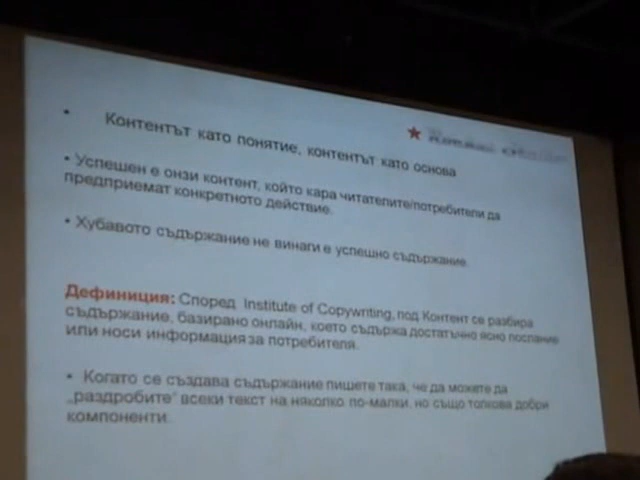 • Контентът като понятие, контентът като основа
• Успешен е онзи контент, който кара читателите/потребители да
предприемат конкретното действие.
• Хубавото съдържание не винаги е успешно съдържание.
Дефиниция: Според Institute of Copywriting, под Контент се разбира
съдържание, базирано онлайн, което съдържа достатъчно ясно послание
или носи информация за потребителя.
• Когато се създава съдържание пишете така, че да можете да
„раздробите“ всеки текст на няколко по-малки, но също толкова добри
компоненти.